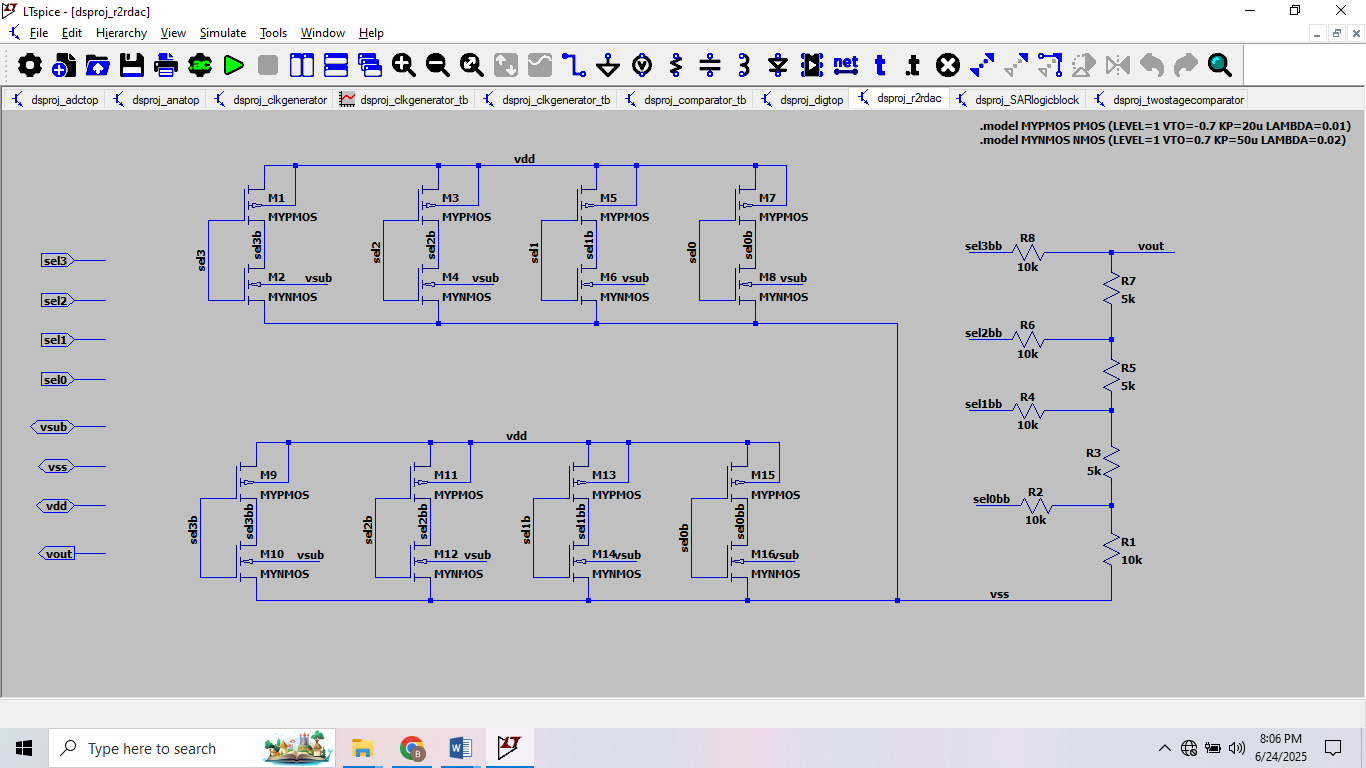 LTspice - [dsproj_r2rdac]
File Edit Hierarchy View Simulate Tools Window Help
.ac net t .t
dsproj_adctop dsproj_anatop dsproj_clkgenerator dsproj_clkgenerator_tb dsproj_clkgenerator_tb dsproj_comparator_tb dsproj_digtop dsproj_r2rdac dsproj_SARlogicblock dsproj_twostagecomparator
.model MYPMOS PMOS (LEVEL=1 VTO=-0.7 KP=20u LAMBDA=0.01)
.model MYNMOS NMOS (LEVEL=1 VTO=0.7 KP=50u LAMBDA=0.02)
vdd
M1 M3 M5 M7
MYPMOS MYPMOS MYPMOS MYPMOS
sel3 sel3b sel2 sel2b sel1 sel1b sel0 sel0b
M2 vsub M4 vsub M6 vsub M8 vsub
MYNMOS MYNMOS MYNMOS MYNMOS
sel3
sel2
sel1
sel0
vsub
vss
vdd
vout
vdd
M9 M11 M13 M15
MYPMOS MYPMOS MYPMOS MYPMOS
sel3b sel3bb sel2b sel2bb sel1b sel1bb sel0b sel0bb
M10 vsub M12 vsub M14 vsub M16 vsub
MYNMOS MYNMOS MYNMOS MYNMOS
vss
sel3bb R8 vout
10k
R7
5k
sel2bb R6
10k
R5
5k
sel1bb R4
10k
R3
5k
sel0bb R2
10k
R1
10k
Type here to search
B
W
8:06 PM
6/24/2025